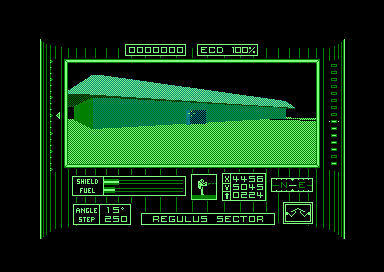 0000000 ECD 100%
SHIELD
FUEL
X 4456
Y 5045
0224
N E
ANGLE 15°
STEP 250
REGULUS SECTOR